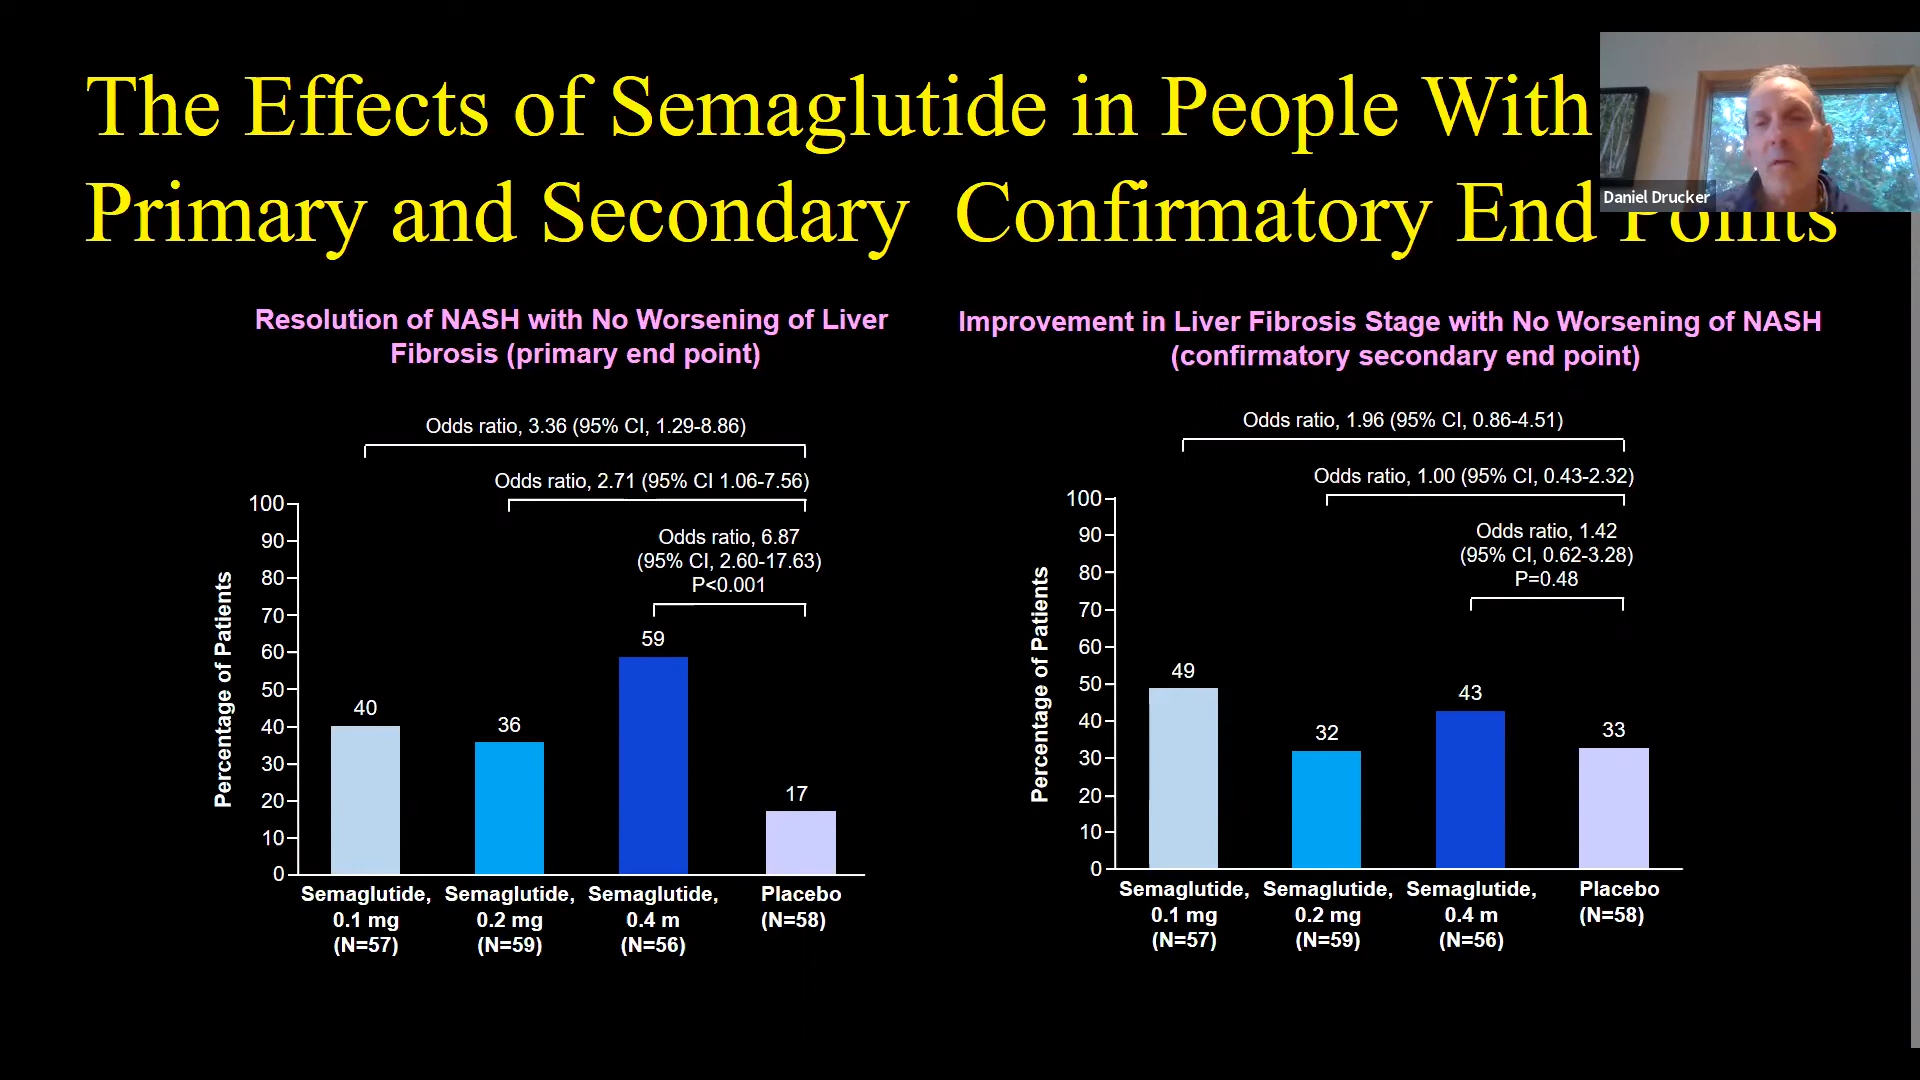 The Effects of Semaglutide in People With
Primary and Secondary Confirmatory End Points
Daniel Drucker
Resolution of NASH with No Worsening of Liver
Fibrosis (primary end point)
Odds ratio, 3.36 (95% CI, 1.29-8.86)
Odds ratio, 2.71 (95% CI 1.06-7.56)
Odds ratio, 6.87
(95% CI, 2.60-17.63)
P<0.001
Percentage of Patients
100
90
80
70
60
50
40
30
20
10
0
40
36
59
17
Semaglutide, 0.1 mg (N=57)
Semaglutide, 0.2 mg (N=59)
Semaglutide, 0.4 m (N=56)
Placebo (N=58)
Improvement in Liver Fibrosis Stage with No Worsening of NASH
(confirmatory secondary end point)
Odds ratio, 1.96 (95% CI, 0.86-4.51)
Odds ratio, 1.00 (95% CI, 0.43-2.32)
Odds ratio, 1.42
(95% CI, 0.62-3.28)
P=0.48
Percentage of Patients
100
90
80
70
60
50
40
30
20
10
0
49
32
43
33
Semaglutide, 0.1 mg (N=57)
Semaglutide, 0.2 mg (N=59)
Semaglutide, 0.4 m (N=56)
Placebo (N=58)